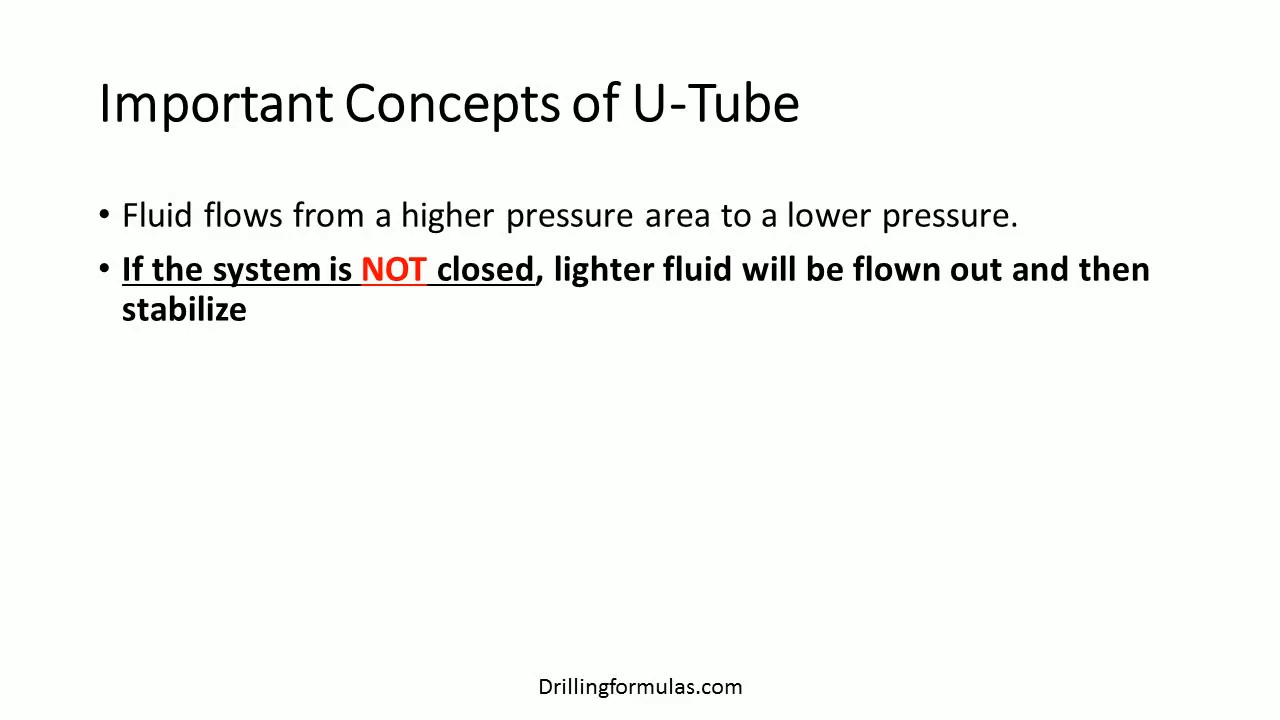 Important Concepts of U-Tube
• Fluid flows from a higher pressure area to a lower pressure.
• If the system is NOT closed, lighter fluid will be flown out and then
stabilize
Drillingformulas.com